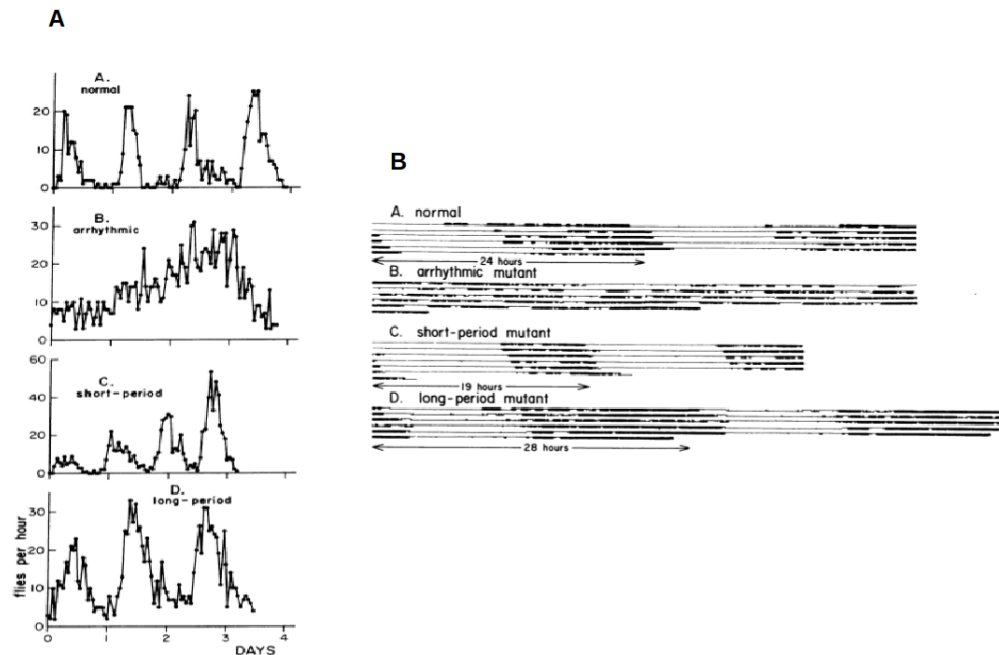 A
A.
normal
20
10
0
B.
arrhythmic
30
20
10
0
C.
short-period
60
40
20
0
D.
long-period
30
20
10
0
flies per hour
0 1 2 3 4
DAYS
B
A. normal
24 hours
B. arrhythmic mutant
C. short-period mutant
19 hours
D. long-period mutant
28 hours